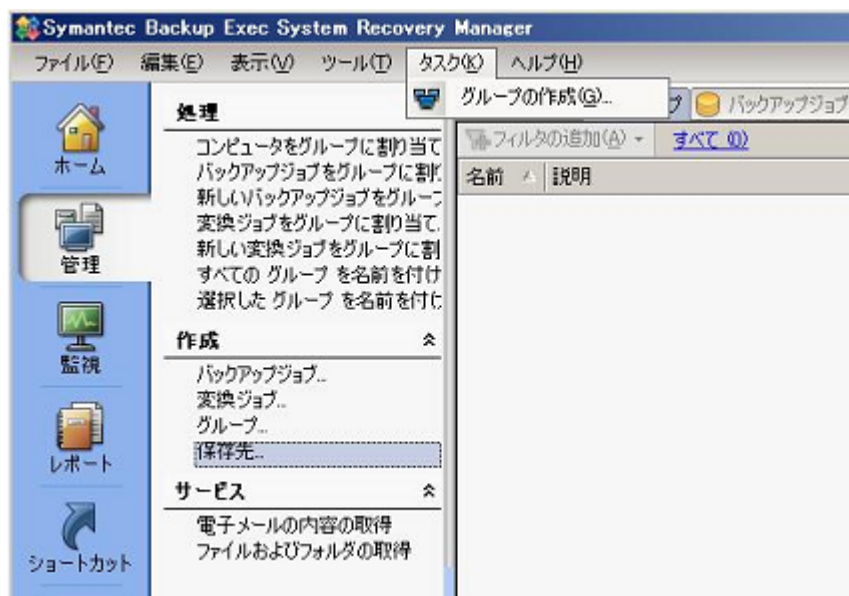 Symantec Backup Exec System Recovery Manager
ファイル(F) 編集(E) 表示(V) ツール(T) タスク(K) ヘルプ(H)
グループの作成(G)...
プ バックアップジョブ
フィルタの追加(A) すべて (0)
名前 説明
ホーム
管理
監視
レポート
ショートカット
処理
コンピュータをグループに割り当て
バックアップジョブをグループに割
新しいバックアップジョブをグルー
変換ジョブをグループに割り当て.
新しい変換ジョブをグループに割
すべての グループ を名前を付け
選択した グループ を名前を付け
作成
バックアップジョブ...
変換ジョブ...
グループ...
保存先...
サービス
電子メールの内容の取得
ファイルおよびフォルダの取得